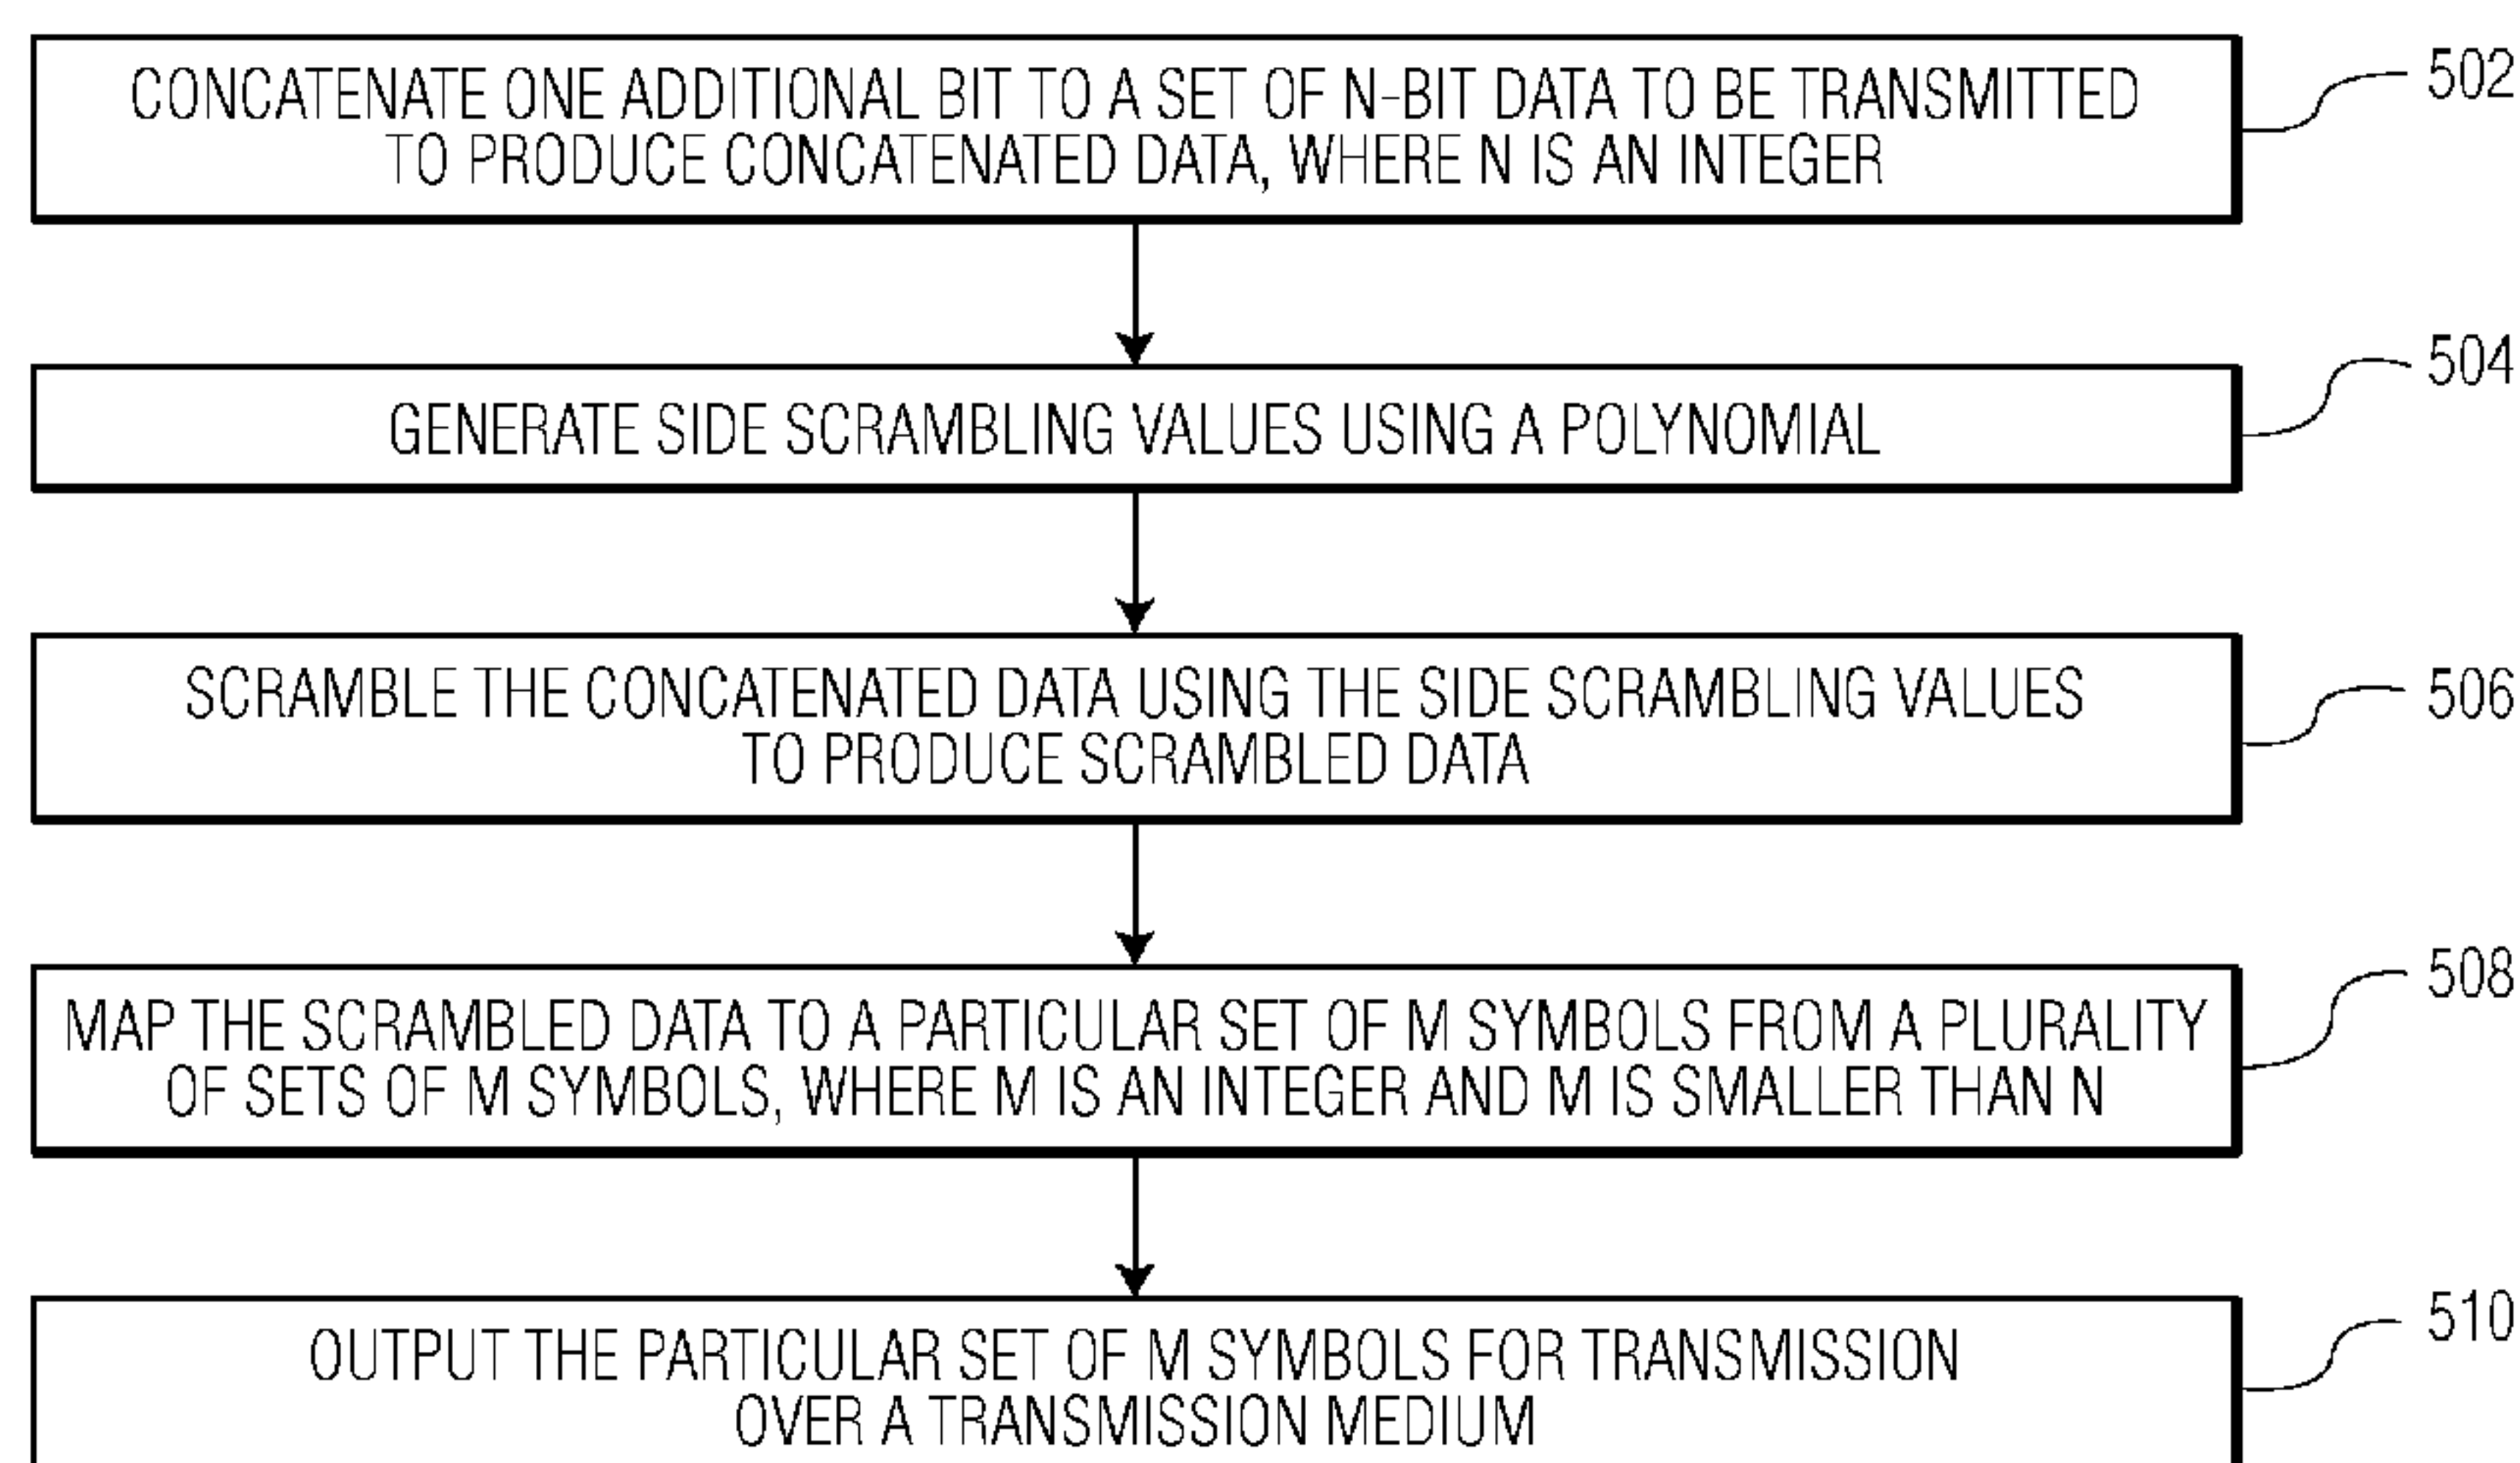 CONCATENATE ONE ADDITIONAL BIT TO A SET OF N-BIT DATA TO BE TRANSMITTED
TO PRODUCE CONCATENATED DATA, WHERE N IS AN INTEGER
502
GENERATE SIDE SCRAMBLING VALUES USING A POLYNOMIAL
504
SCRAMBLE THE CONCATENATED DATA USING THE SIDE SCRAMBLING VALUES
TO PRODUCE SCRAMBLED DATA
506
MAP THE SCRAMBLED DATA TO A PARTICULAR SET OF M SYMBOLS FROM A PLURALITY
OF SETS OF M SYMBOLS, WHERE M IS AN INTEGER AND M IS SMALLER THAN N
508
OUTPUT THE PARTICULAR SET OF M SYMBOLS FOR TRANSMISSION
OVER A TRANSMISSION MEDIUM
510